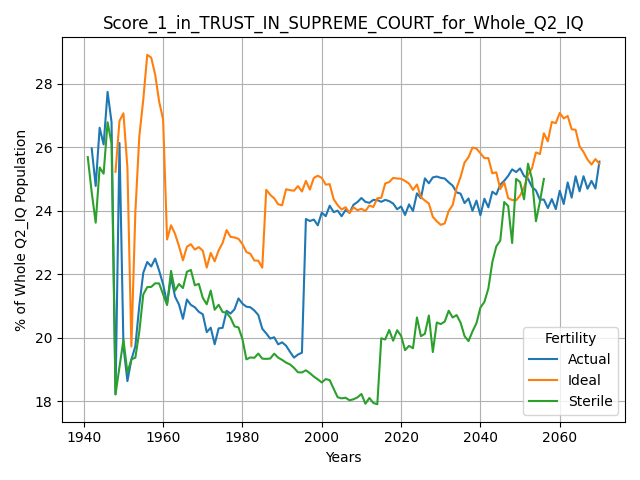 Score_1_in_TRUST_IN_SUPREME_COURT_for_Whole_Q2_IQ
% of Whole Q2_IQ Population
28
26
24
22
20
18
1940 1960 1980 2000 2020 2040 2060
Years
Fertility
Actual
Ideal
Sterile